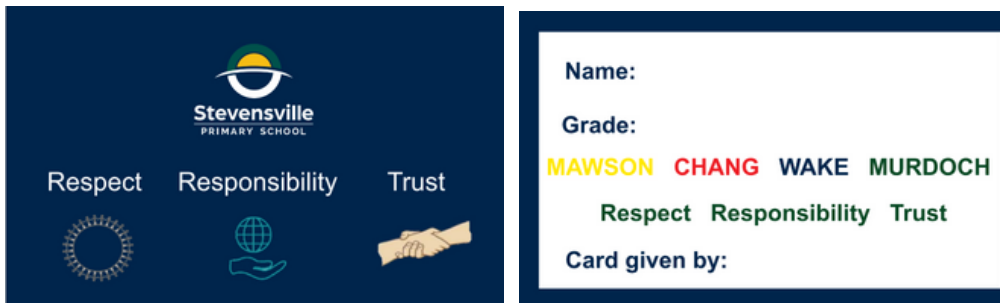 Stevensville
PRIMARY SCHOOL
Respect Responsibility Trust
Name:
Grade:
MAWSON CHANG WAKE MURDOCH
Respect Responsibility Trust
Card given by: